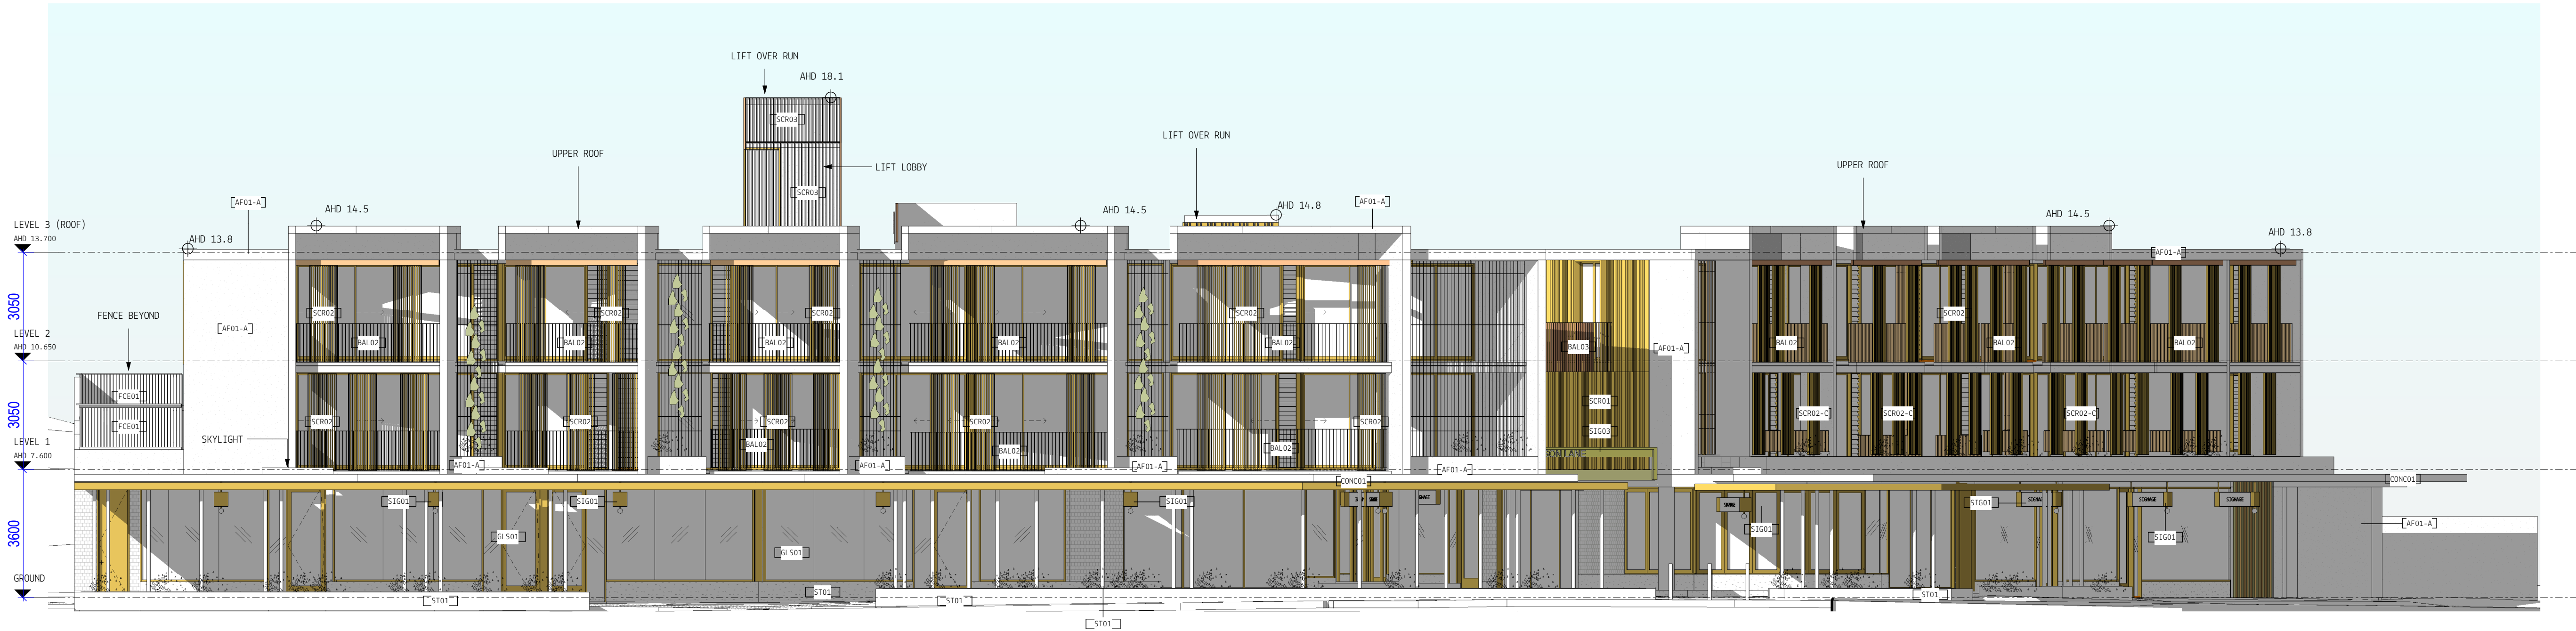 LIFT OVER RUN
AHD 18.1
SCR03
LIFT OVER RUN
UPPER ROOF
LIFT LOBBY
UPPER ROOF
SCR03
AF01-A
AHD 14.5
AHD 14.5
AHD 14.8
AF01-A
AHD 14.5
LEVEL 3 (ROOF)
AHD 13.700
AHD 13.8
AHD 13.8
AF01-A
3050
FENCE BEYOND
AF01-A
SCR02
SCR02
SCR02
SCR02
SCR02
LEVEL 2
AHD 10.650
BAL02
BAL02
BAL02
BAL02
BAL02
BAL03
AF01-A
BAL02
BAL02
BAL02
FCE01
FCE01
3050
SCR02
SCR02
SCR02
SCR02
SCR02
SCR01
SCR02-C
SCR02-C
SCR02-C
SIG03
SKYLIGHT
LEVEL 1
AHD 7.600
BAL02
BAL02
BAL02
ON LANE
AF01-A
AF01-A
AF01-A
AF01-A
CONC01
CONC01
SIG01
SIG01
SIG01
SIGNAGE
SIG01
SIGNAGE
SIGNAGE
3600
GLS01
GLS01
SIG01
SIG01
AF01-A
GROUND
ST01
ST01
ST01
ST01
ST01